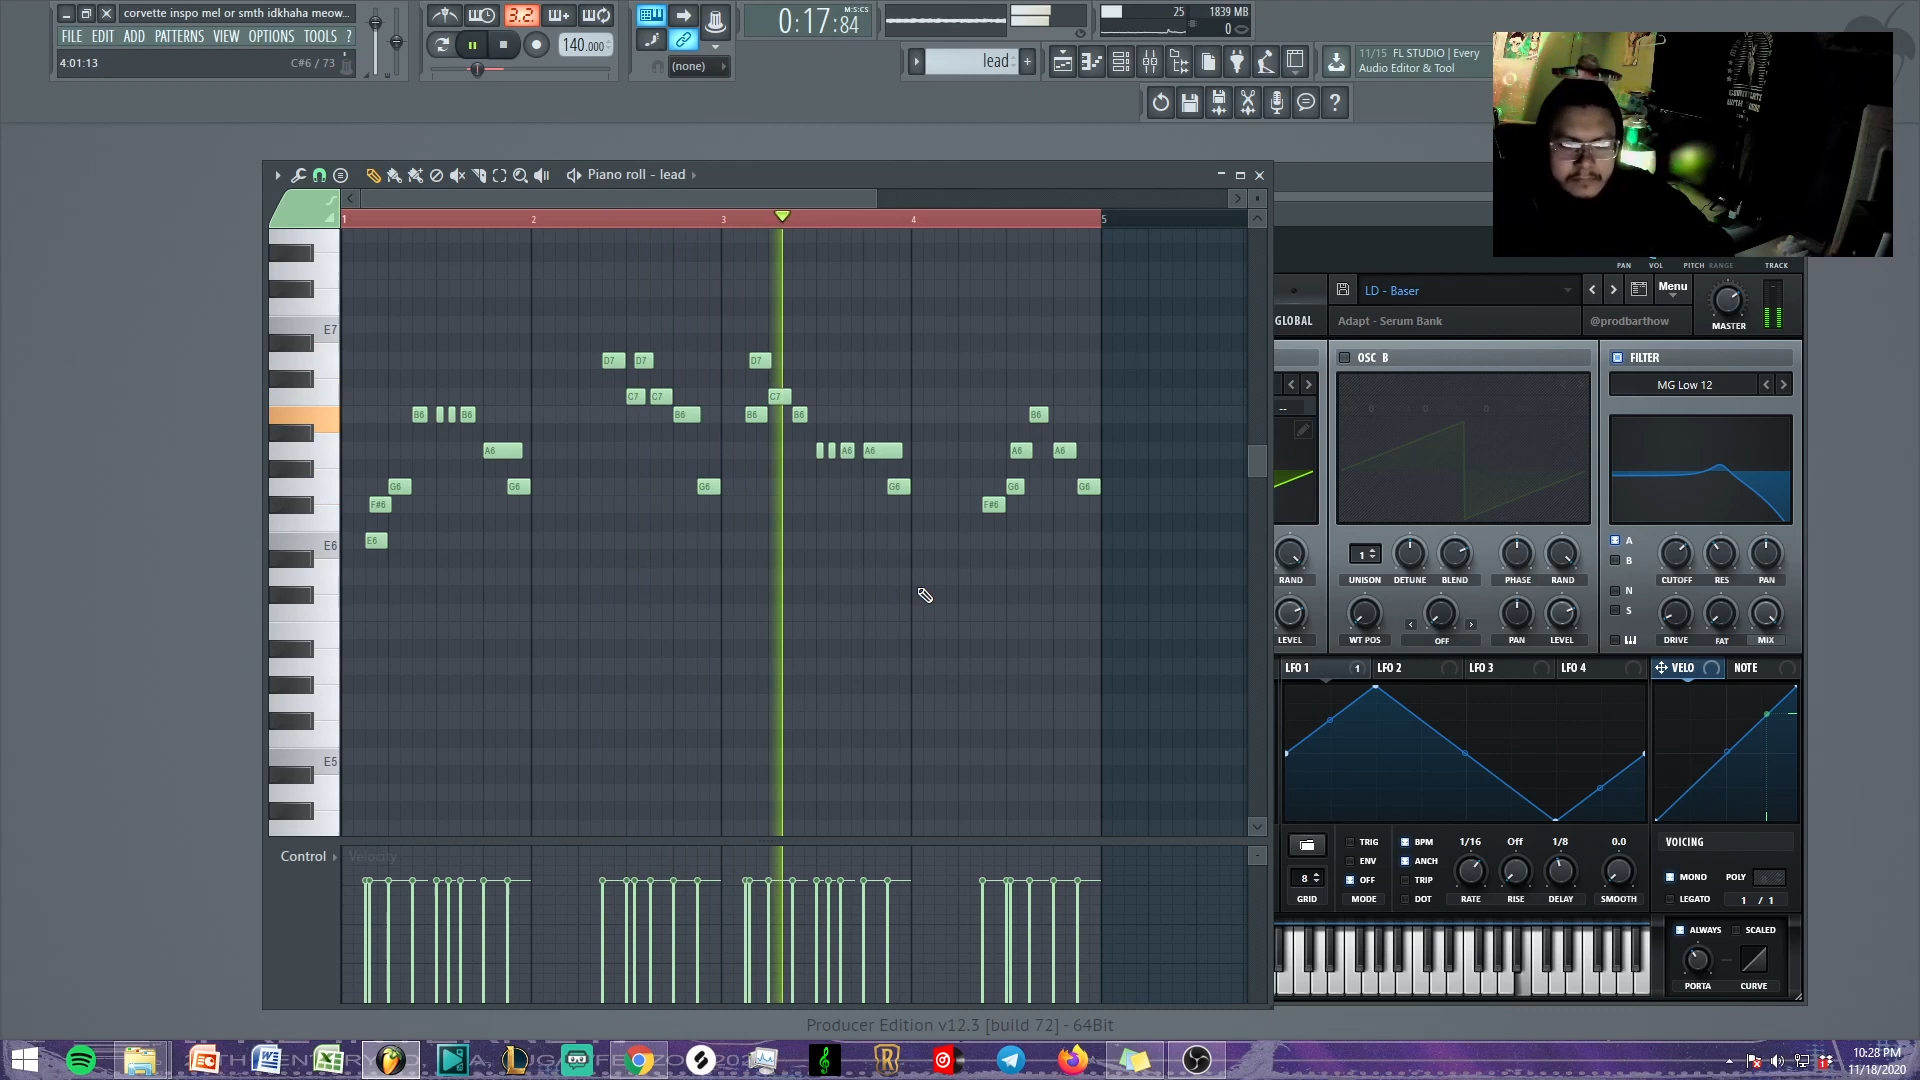 corvette inspo mel or smth idkhaha meow...
FILE EDIT ADD PATTERNS VIEW OPTIONS TOOLS ?
4:01:13 C#6 / 73
3.2
140.000
(none)
0:17:84
M:S:CS
25 1839 MB
0
lead
11/15 FL STUDIO | Every
Audio Editor & Tool
Piano roll - lead
1 2 3 4 5
E7
D7 D7 D7
C7 C7 C7
B6 B6 B6 B6 B6 B6
A6 A6 A6 A6 A6
G6 G6 G6 G6 G6 G6
F#6 F#6
E6 E6
E5
Control Velocity
PAN VOL PITCH RANGE TRACK
LD - Baser Menu
GLOBAL Adapt - Serum Bank @prodbarthow MASTER
OSC B FILTER
MG Low 12
A
B
1
RAND UNISON DETUNE BLEND PHASE RAND CUTOFF RES PAN
N
S
LEVEL WT POS OFF PAN LEVEL DRIVE FAT MIX
LFO 1 1 LFO 2 LFO 3 LFO 4 VELO NOTE
TRIG BPM 1/16 Off 1/8 0.0 VOICING
ENV ANCH
8 OFF TRIP MONO POLY
GRID MODE DOT RATE RISE DELAY SMOOTH LEGATO 1 / 1
ALWAYS SCALED
PORTA CURVE
Producer Edition v12.3 [build 72] - 64Bit
10:28 PM
11/18/2020